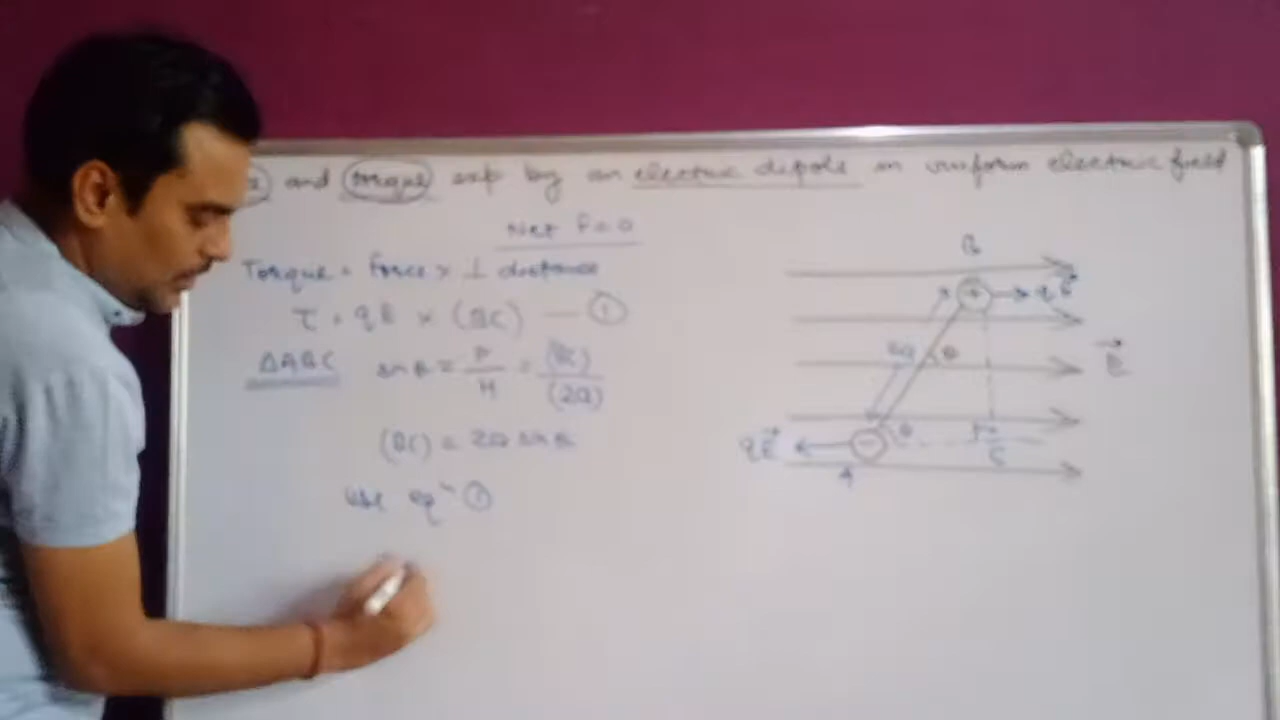 and torque exp by an electric dipole in uniform electric field
Net F = 0
Torque = Force × ⊥ distance
τ = qE × (BC) — ①
ΔABC sin θ = P/H = (BC)/(2a)
(BC) = 2a sin θ
Use eqⁿ ①
B
+ qE⃗
2a θ
E⃗
qE⃗ − θ
C
A